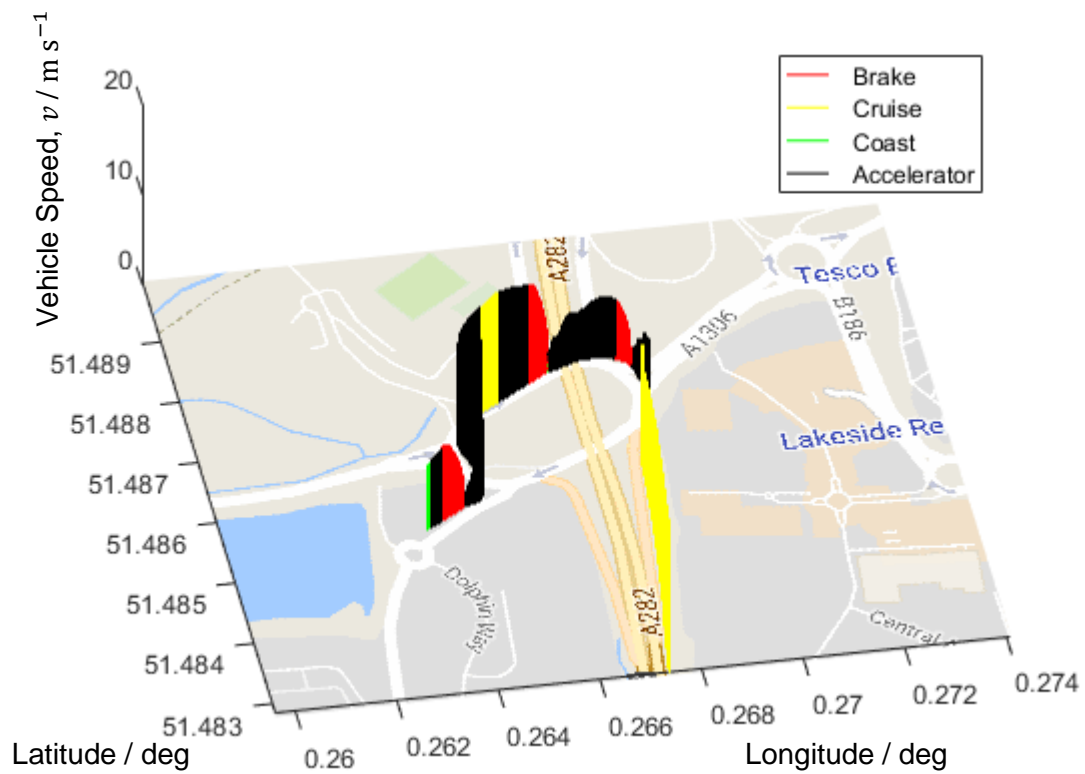 Vehicle Speed, v / m s⁻¹
20
10
0
Brake
Cruise
Coast
Accelerator
A282
Tesco E
A1306
B186
Lakeside Re
Dolphin Way
A282
Central
51.489
51.488
51.487
51.486
51.485
51.484
51.483
0.26
0.262
0.264
0.266
0.268
0.27
0.272
0.274
Latitude / deg
Longitude / deg